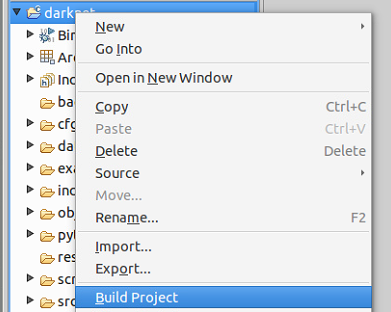 darknet
New
Go Into
Open in New Window
Copy Ctrl+C
Paste Ctrl+V
Delete Delete
Source
Move...
Rename... F2
Import...
Export...
Build Project
Bin
Arc
Inc
ba
cfg
da
exa
inc
obj
pyt
res
scr
src